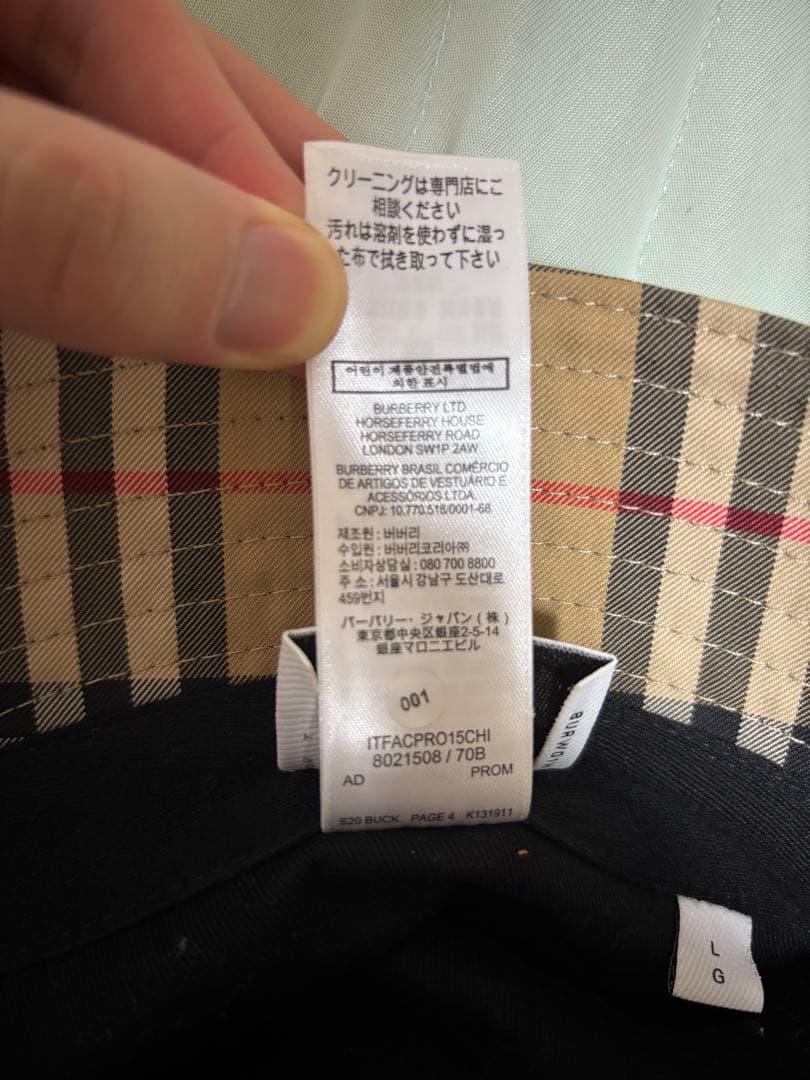 クリーニングは専門店にご
相談ください
汚れは溶剤を使わずに湿っ
た布で拭き取って下さい
어린이제품안전특별법에
의한 표시
BURBERRY LTD
HORSEFERRY HOUSE
HORSEFERRY ROAD
LONDON SW1P 2AW
BURBERRY BRASIL COMÉRCIO
DE ARTIGOS DE VESTUÁRIO E
ACESSÓRIOS LTDA
CNPJ: 10.770.518/0001-68
제조원 : 버버리
수입원 : 버버리코리아㈜
소비자상담실 : 080 700 8800
주 소 : 서울시 강남구 도산대로
459번지
バーバリー・ジャパン ( 株 )
東京都中央区銀座2-5-14
銀座マロニエビル
001
ITFACPRO15CHI
8021508 / 70B
AD PROM
S20 BUCK PAGE 4 K131911
L
G